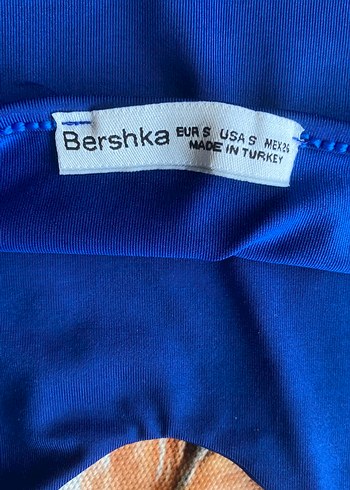 Bershka EUR S USA S MEX 26
MADE IN TURKEY